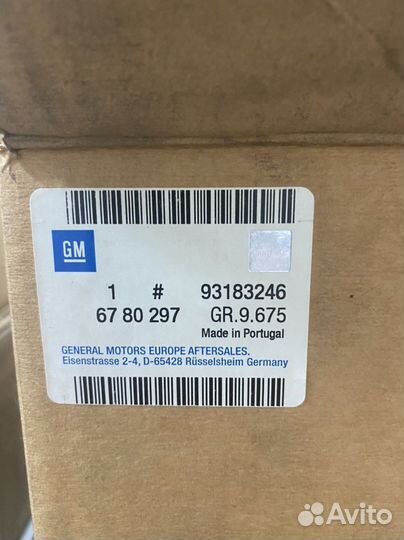 GM
1 # 93183246
67 80 297 GR.9.675
Made in Portugal
GENERAL MOTORS EUROPE AFTERSALES.
Eisenstrasse 2-4, D-65428 Rüsselsheim Germany
Avito